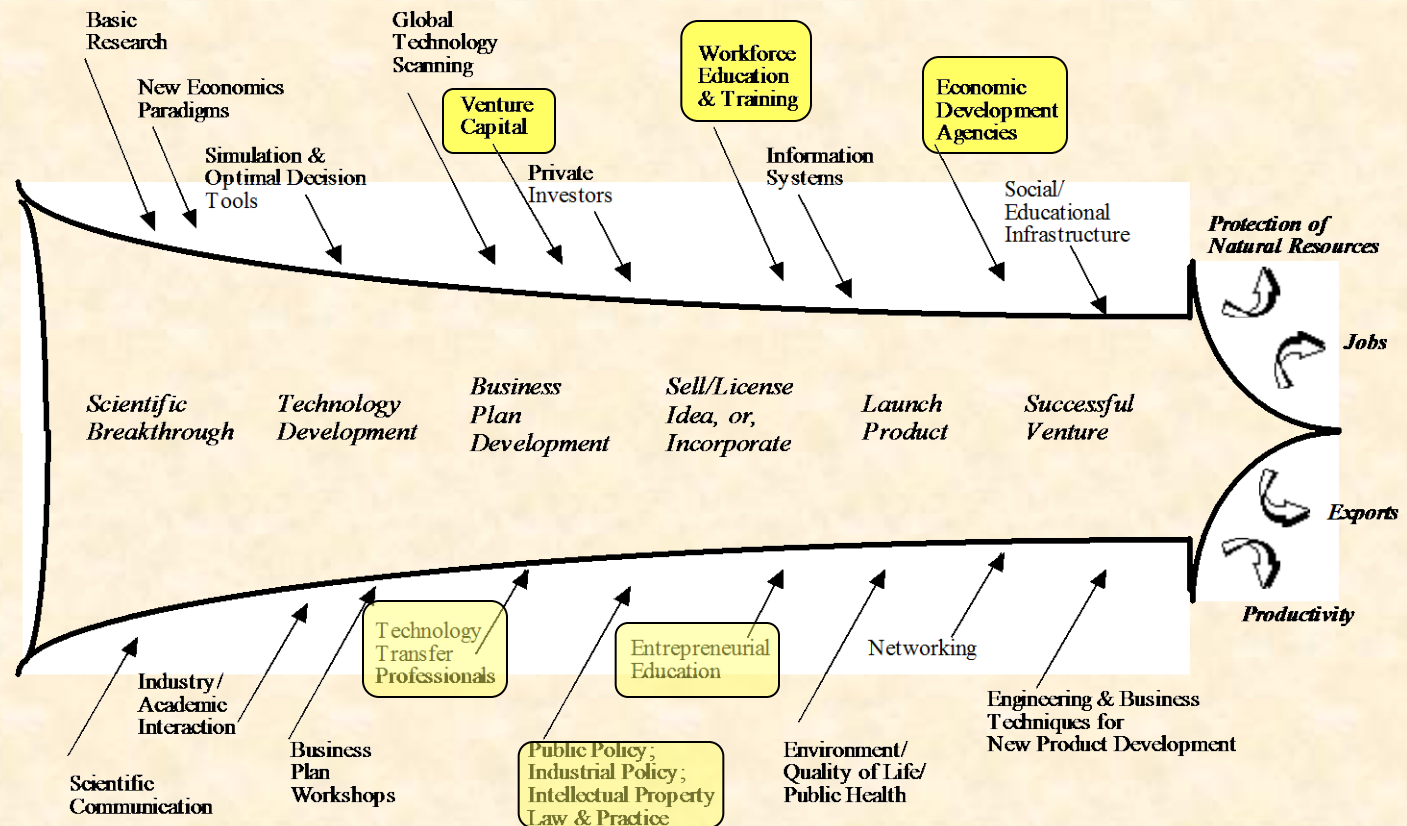 Basic
Research
Global
Technology
Scanning
Workforce
Education
& Training
Economic
Development
Agencies
New Economics
Paradigms
Venture
Capital
Simulation &
Optimal Decision
Tools
Private
Investors
Information
Systems
Social/
Educational
Infrastructure
Protection of
Natural Resources
Jobs
Scientific
Breakthrough
Technology
Development
Business
Plan
Development
Sell/License
Idea, or,
Incorporate
Launch
Product
Successful
Venture
Exports
Productivity
Technology
Transfer
Professionals
Entrepreneurial
Education
Networking
Industry/
Academic
Interaction
Engineering & Business
Techniques for
New Product Development
Scientific
Communication
Business
Plan
Workshops
Public Policy;
Industrial Policy;
Intellectual Property
Law & Practice
Environment/
Quality of Life/
Public Health